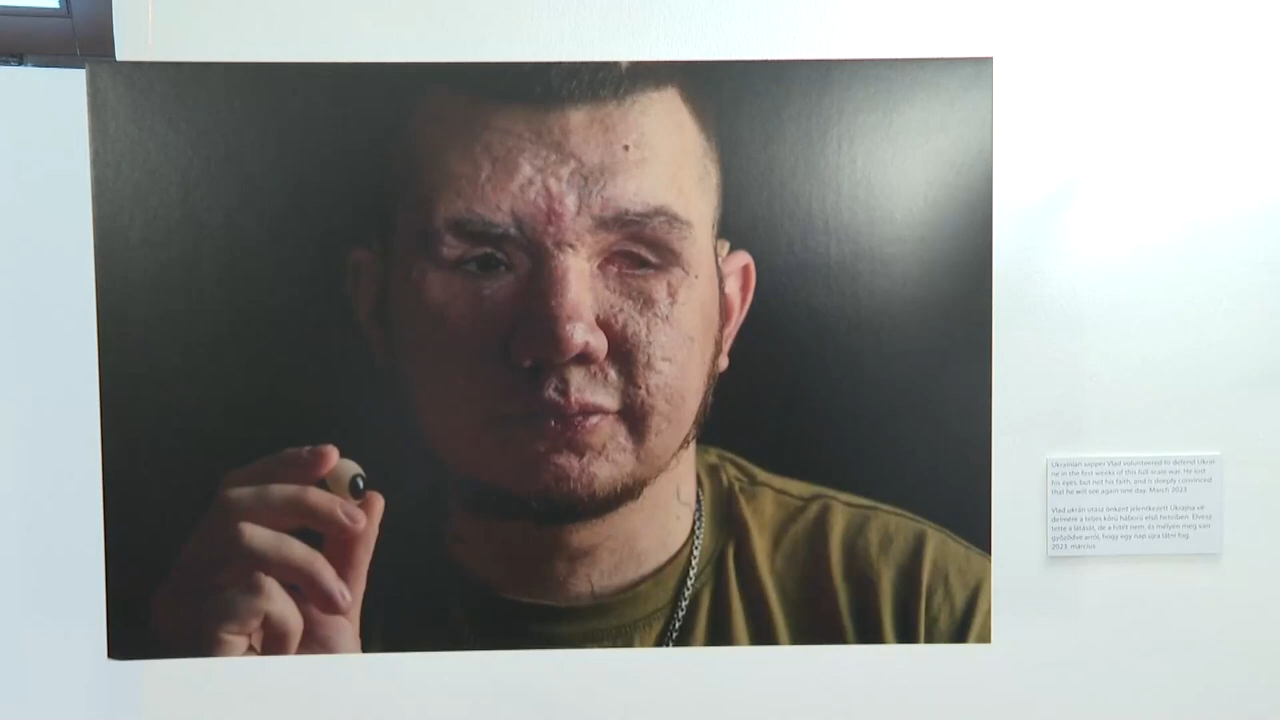 Ukrainian sapper Vlad volunteered to defend Ukrai-
ne in the first weeks of this full-scale war. He lost
his eyes, but not his faith, and is deeply convinced
that he will see again one day. March 2023
Vlad ukrán utász önként jelentkezett Ukrajna vé-
delmére a teljes körű háború első heteiben. Elvesz-
tette a látását, de a hitét nem, és mélyen meg van
győződve arról, hogy egy nap újra látni fog.
2023. március